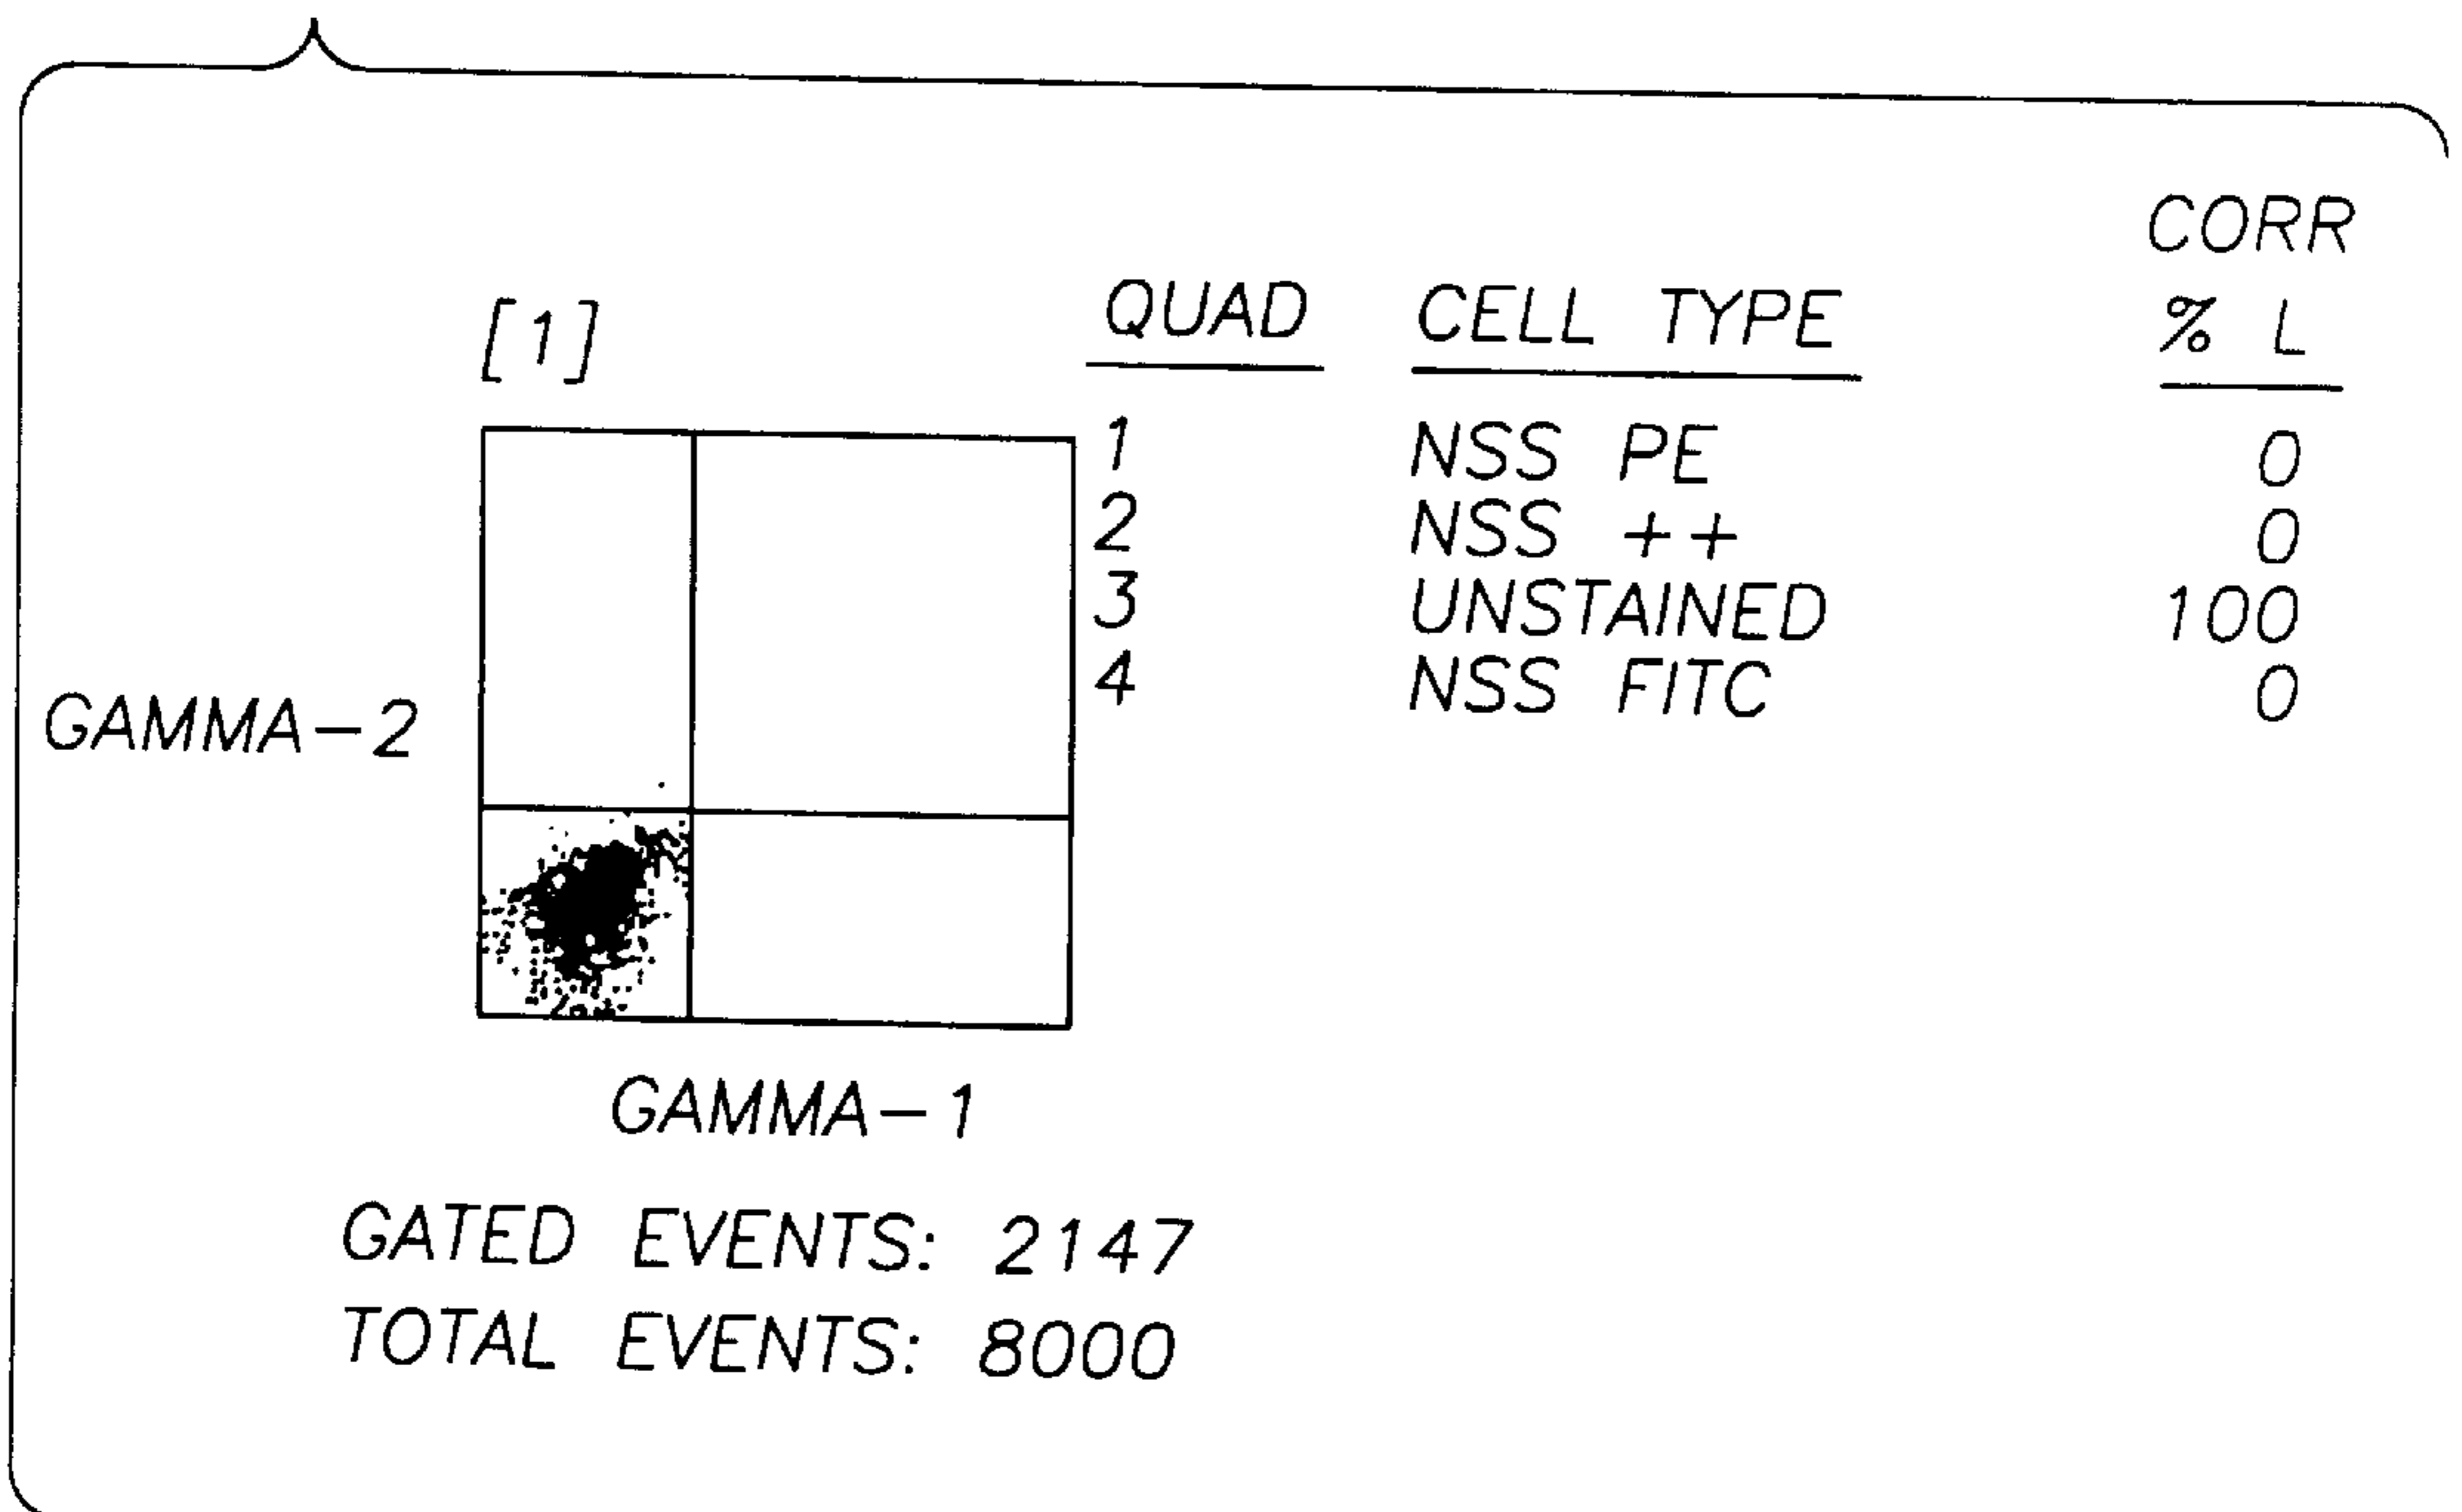 CORR
[1] QUAD CELL TYPE % L
1 NSS PE 0
2 NSS ++ 0
3 UNSTAINED 100
4 NSS FITC 0
GAMMA-2
GAMMA-1
GATED EVENTS: 2147
TOTAL EVENTS: 8000